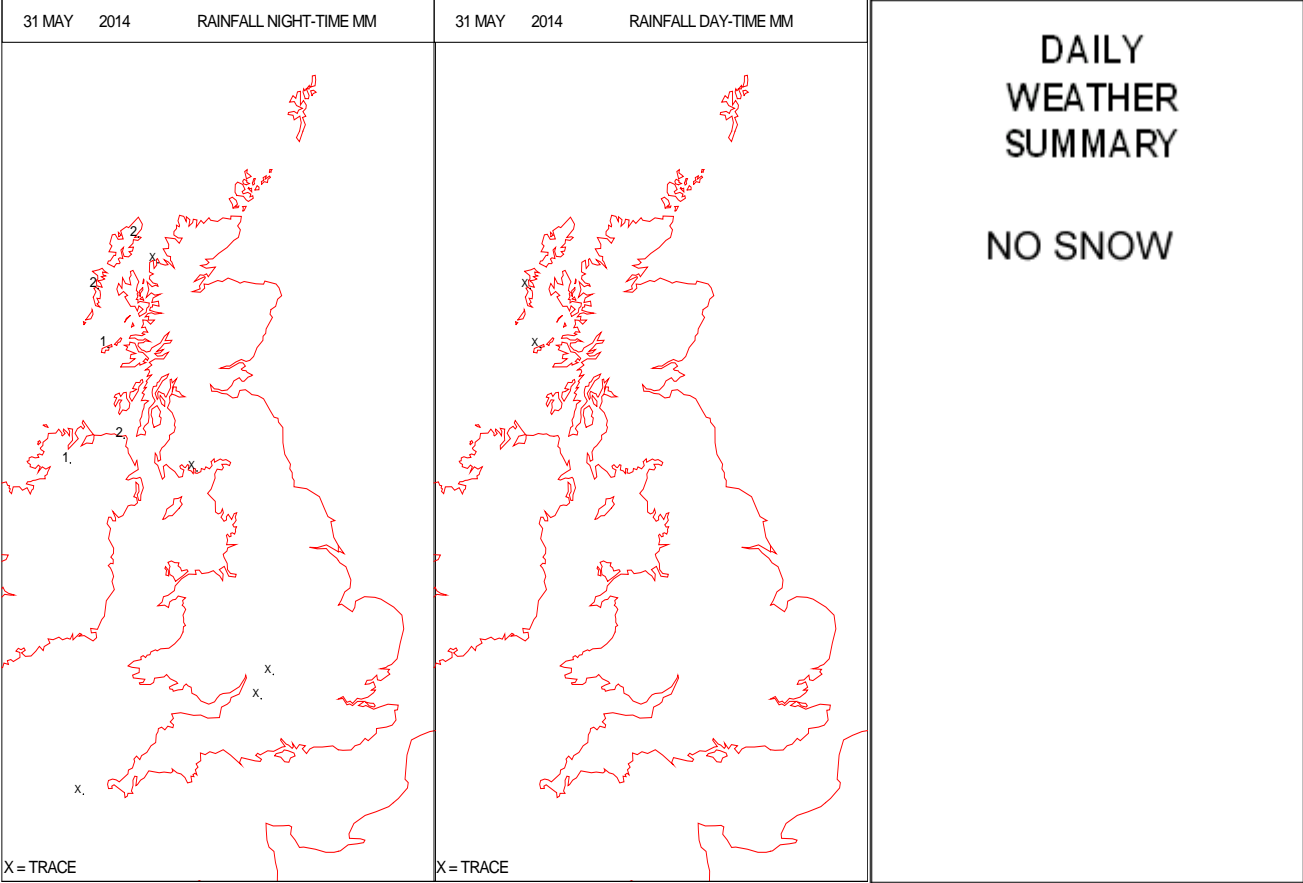 31 MAY 2014 RAINFALL NIGHT-TIME MM
2
x
2
1
2
1.
x
x.
x.
x.
X = TRACE
31 MAY 2014 RAINFALL DAY-TIME MM
x
x
X = TRACE
DAILY
WEATHER
SUMMARY
NO SNOW